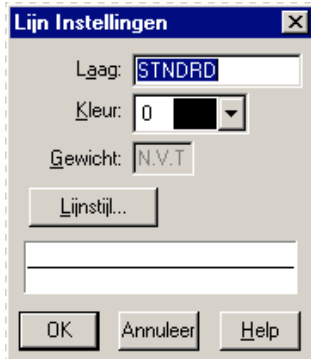 Lijn Instellingen
Laag: STNDRD
Kleur: 0
Gewicht: N.V.T
Lijnstijl...
OK Annuleer Help